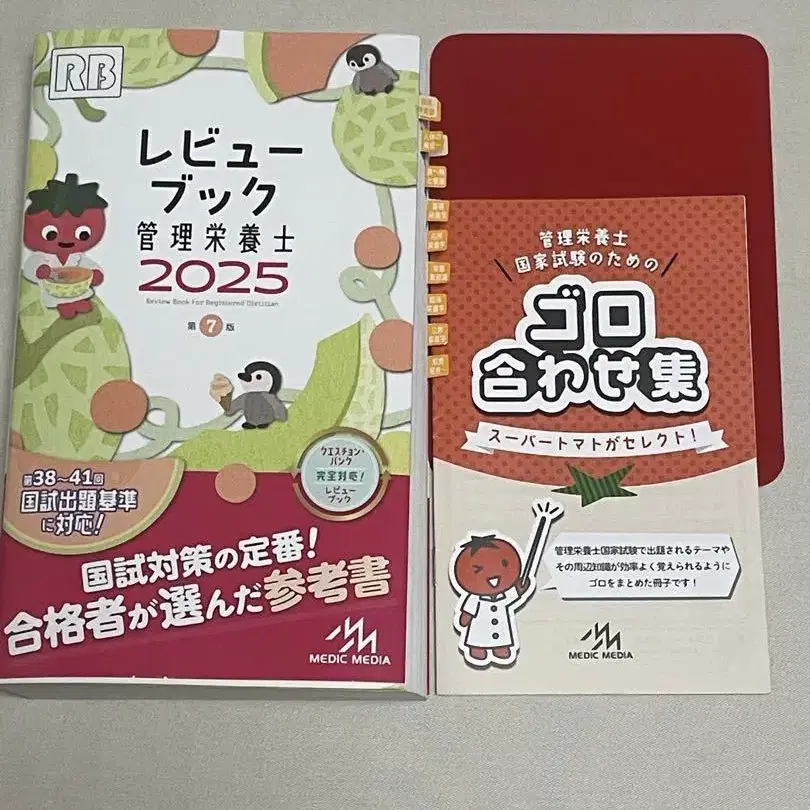 RB
レビュー
ブック
管理栄養士
2025
Review Book for Registered Dietitian
第7版
クエスチョン・
バンク
完全対応!
レビュー
ブック
第38~41回
国試出題基準
に対応!
国試対策の定番!
合格者が選んだ参考書
MEDIC MEDIA
管理栄養士
国家試験のための
ゴロ
合わせ集
スーパートマトがセレクト!
管理栄養士国家試験で出題されるテーマや
その周辺知識が効率よく覚えられるように
ゴロをまとめた冊子です!
MEDIC MEDIA